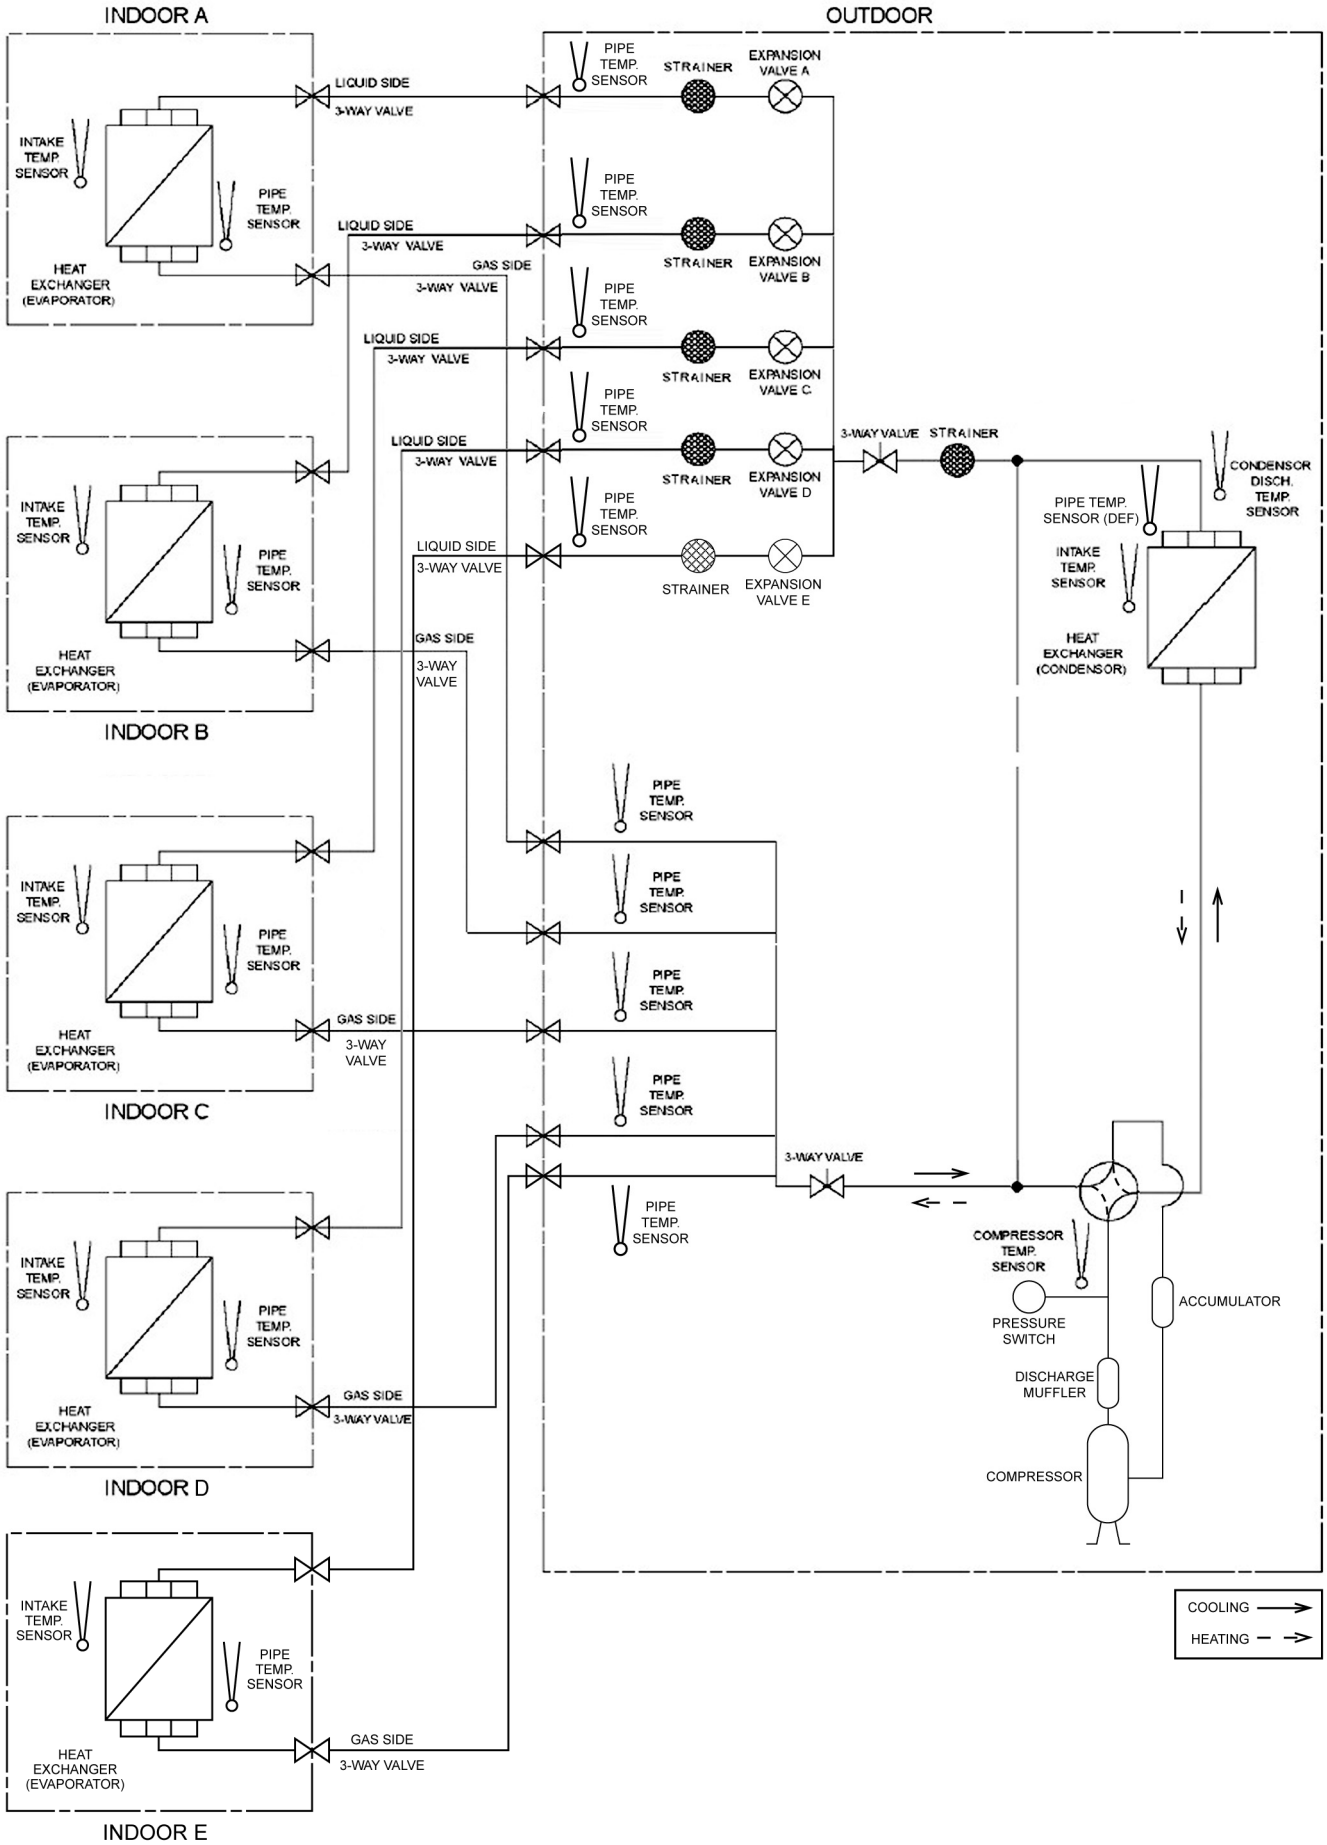 INDOOR A
OUTDOOR
LIQUID SIDE
3-WAY VALVE
PIPE
TEMP.
SENSOR
STRAINER
EXPANSION
VALVE A
INTAKE
TEMP.
SENSOR
PIPE
TEMP.
SENSOR
HEAT
EXCHANGER
(EVAPORATOR)
LIQUID SIDE
3-WAY VALVE
PIPE
TEMP.
SENSOR
STRAINER
EXPANSION
VALVE B
GAS SIDE
3-WAY VALVE
PIPE
TEMP.
SENSOR
LIQUID SIDE
3-WAY VALVE
STRAINER
EXPANSION
VALVE C
PIPE
TEMP.
SENSOR
LIQUID SIDE
3-WAY VALVE
STRAINER
EXPANSION
VALVE D
3-WAY VALVE
STRAINER
CONDENSOR
DISCH.
TEMP.
SENSOR
PIPE TEMP.
SENSOR (DEF)
INTAKE
TEMP.
SENSOR
HEAT
EXCHANGER
(CONDENSOR)
PIPE
TEMP.
SENSOR
LIQUID SIDE
3-WAY VALVE
STRAINER
EXPANSION
VALVE E
INTAKE
TEMP.
SENSOR
PIPE
TEMP.
SENSOR
HEAT
EXCHANGER
(EVAPORATOR)
GAS SIDE
3-WAY
VALVE
INDOOR B
PIPE
TEMP.
SENSOR
PIPE
TEMP.
SENSOR
INTAKE
TEMP.
SENSOR
PIPE
TEMP.
SENSOR
HEAT
EXCHANGER
(EVAPORATOR)
GAS SIDE
3-WAY
VALVE
INDOOR C
PIPE
TEMP.
SENSOR
PIPE
TEMP.
SENSOR
3-WAY VALVE
PIPE
TEMP.
SENSOR
COMPRESSOR
TEMP.
SENSOR
PRESSURE
SWITCH
ACCUMULATOR
DISCHARGE
MUFFLER
COMPRESSOR
INTAKE
TEMP.
SENSOR
PIPE
TEMP.
SENSOR
HEAT
EXCHANGER
(EVAPORATOR)
GAS SIDE
3-WAY VALVE
INDOOR D
INTAKE
TEMP.
SENSOR
PIPE
TEMP.
SENSOR
HEAT
EXCHANGER
(EVAPORATOR)
GAS SIDE
3-WAY VALVE
INDOOR E
COOLING
HEATING